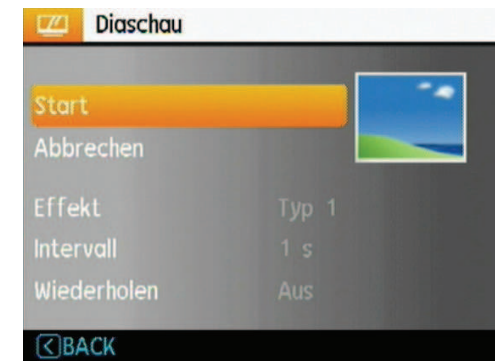 Diaschau
Start
Abbrechen
Effekt Typ 1
Intervall 1 s
Wiederholen Aus
BACK